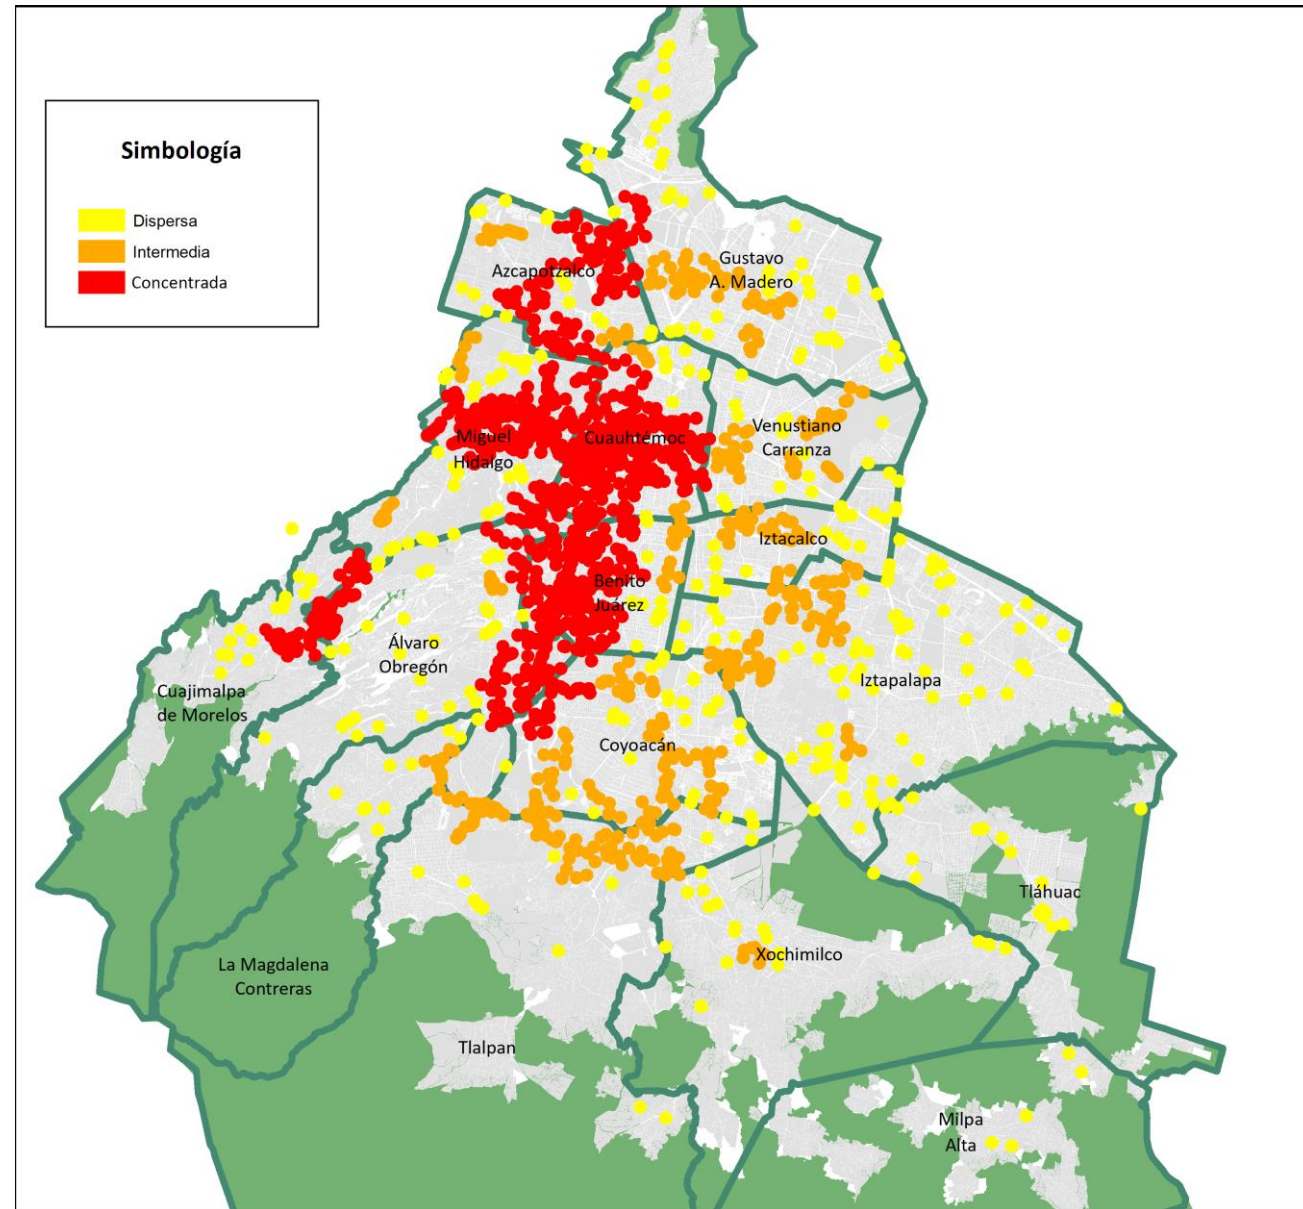 Simbología
Dispersa
Intermedia
Concentrada
Gustavo
A. Madero
Azcapotzalco
Venustiano
Carranza
Miguel
Hidalgo
Cuauhtémoc
Iztacalco
Benito
Juárez
Álvaro
Obregón
Iztapalapa
Cuajimalpa
de Morelos
Coyoacán
Tláhuac
Xochimilco
La Magdalena
Contreras
Tlalpan
Milpa
Alta